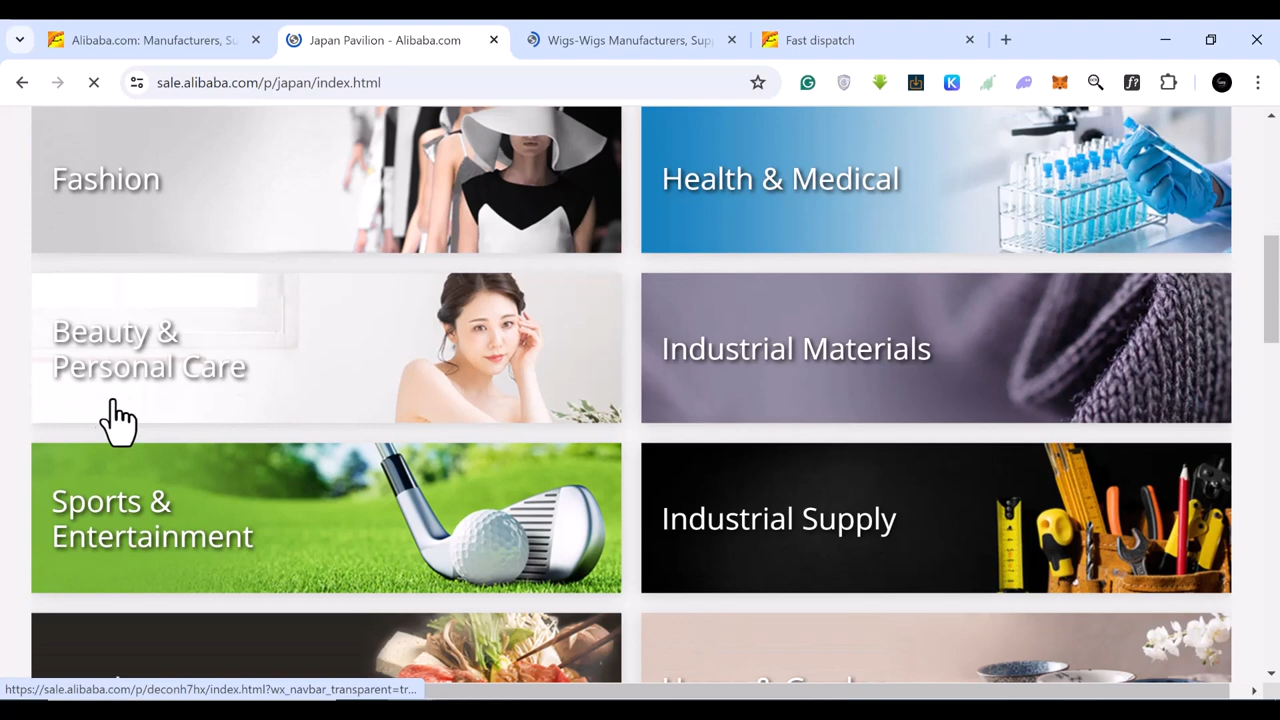 Alibaba.com: Manufacturers, Su
Japan Pavilion - Alibaba.com
Wigs-Wigs Manufacturers, Sup
Fast dispatch
sale.alibaba.com/p/japan/index.html
Fashion
Health & Medical
Beauty &
Personal Care
Industrial Materials
Sports &
Entertainment
Industrial Supply
https://sale.alibaba.com/p/deconh7hx/index.html?wx_navbar_transparent=tr...